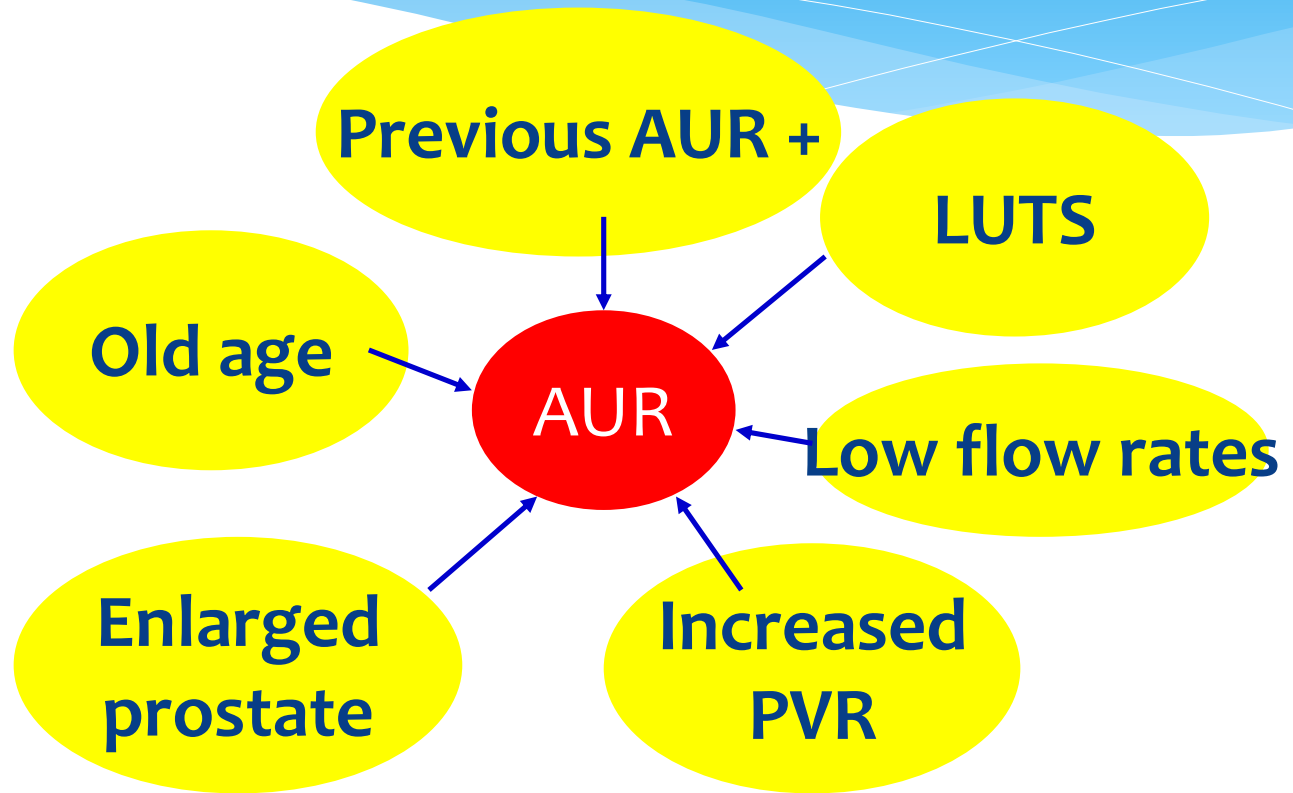 Previous AUR +
LUTS
Old age
AUR
Low flow rates
Enlarged
prostate
Increased
PVR